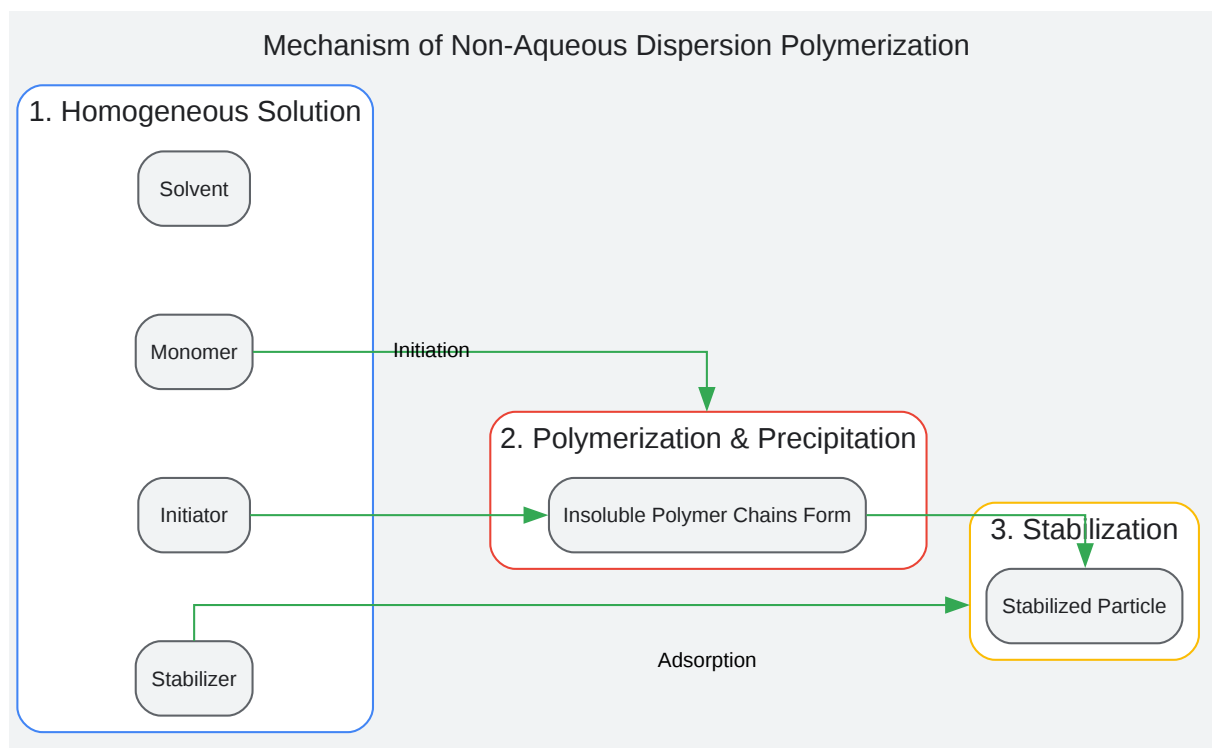 Mechanism of Non-Aqueous Dispersion Polymerization
1. Homogeneous Solution
Solvent
Monomer
Initiation
2. Polymerization & Precipitation
Initiator
Insoluble Polymer Chains Form
3. Stabilization
Stabilized Particle
Adsorption
Stabilizer